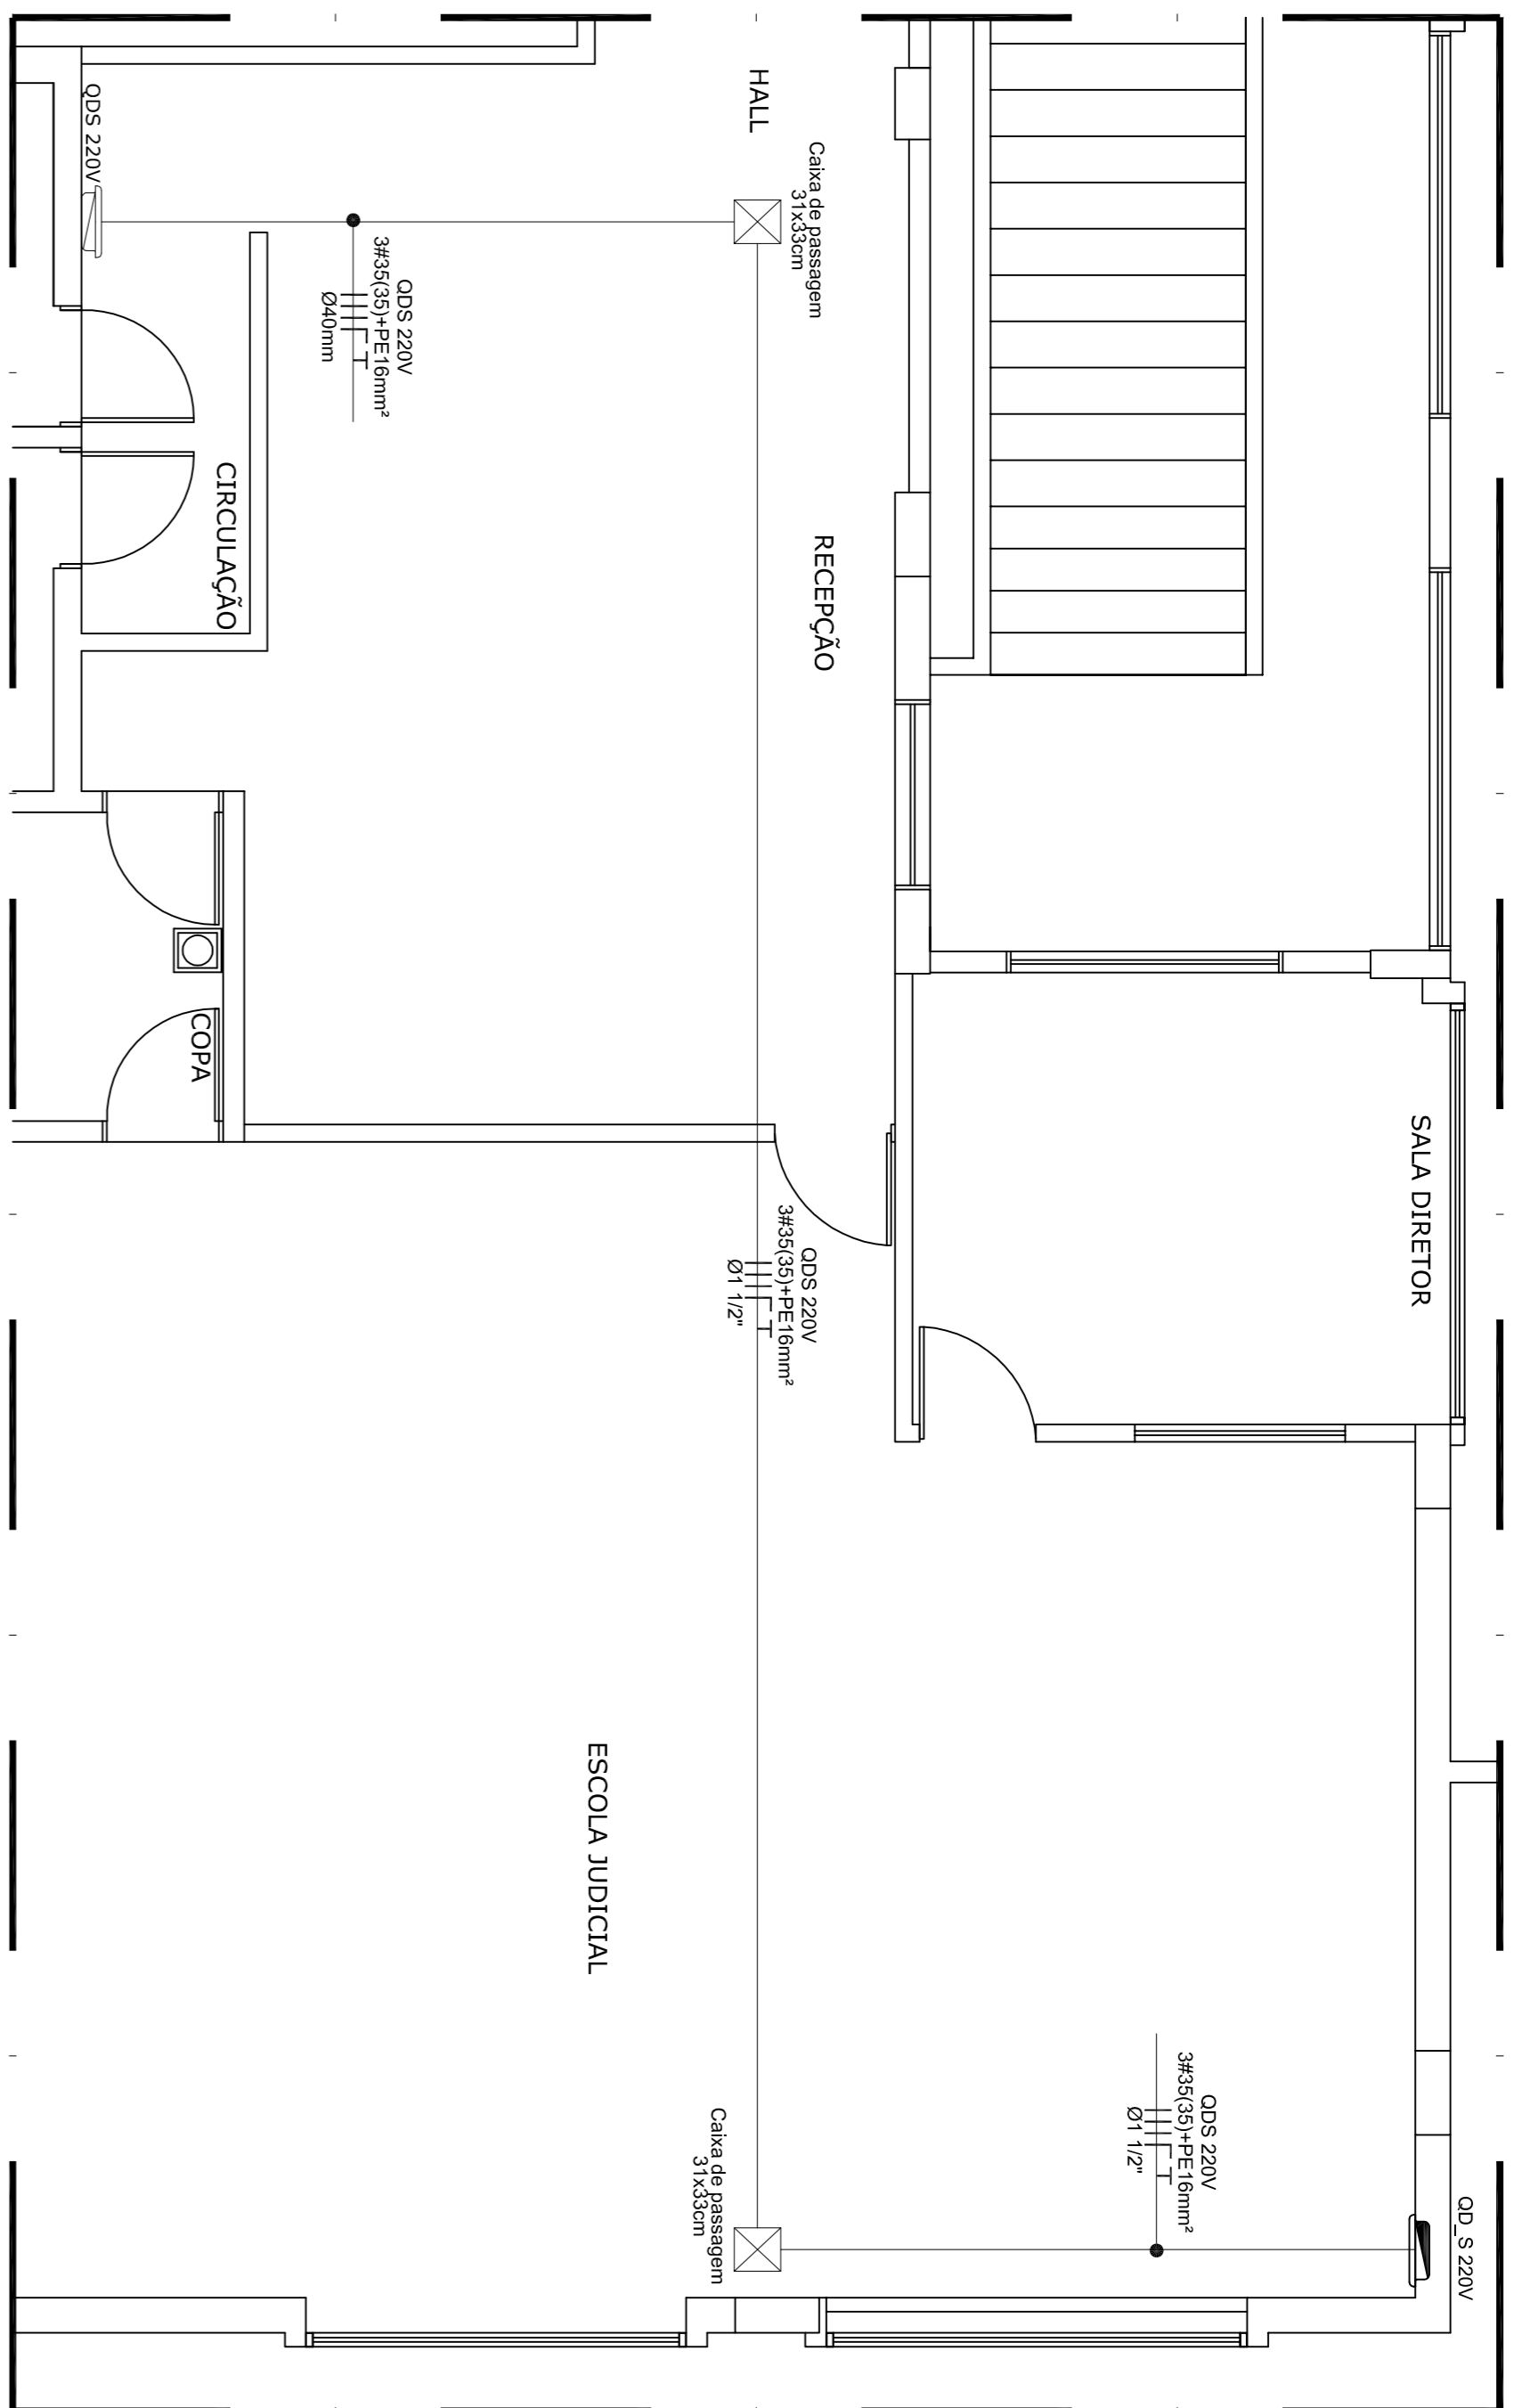 QDS 220V
HALL
Caixa de passagem
31x33cm
QDS 220V
3#35(35)+PE16mm²
Ø40mm
CIRCULAÇÃO
RECEPÇÃO
COPA
SALA DIRETOR
QDS 220V
3#35(35)+PE16mm²
Ø1 1/2"
ESCOLA JUDICIAL
QDS 220V
3#35(35)+PE16mm²
Ø1 1/2"
Caixa de passagem
31x33cm
QD_S 220V